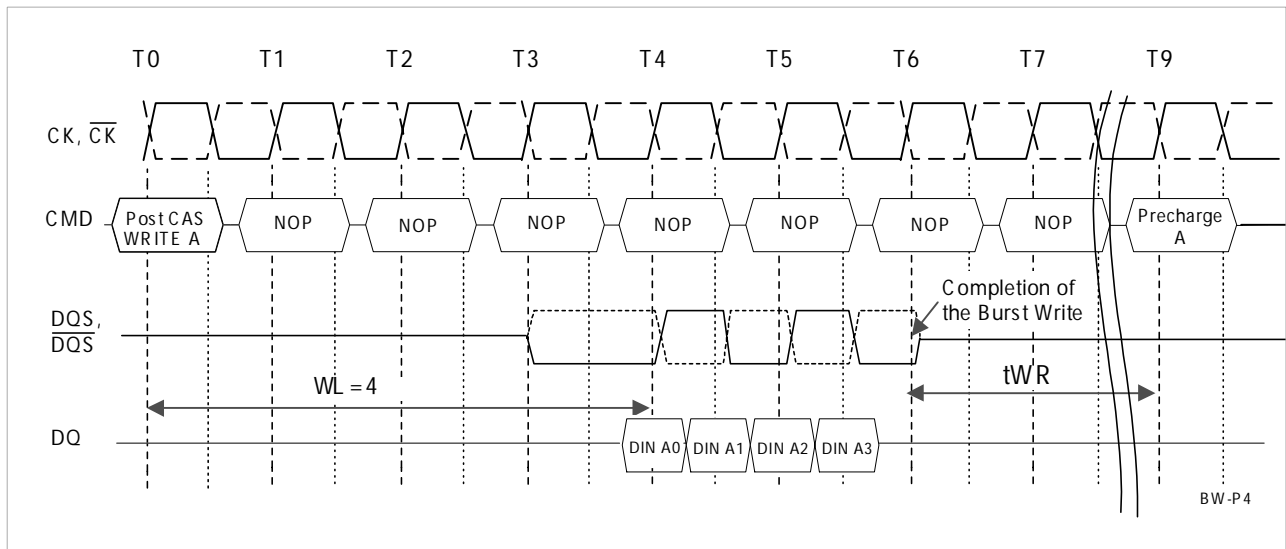 T0 T1 T2 T3 T4 T5 T6 T7 T9
CK, CK
CMD
Post CAS
WRITE A
NOP NOP NOP NOP NOP NOP NOP
Precharge
A
DQS,
DQS
Completion of
the Burst Write
WL = 4
tWR
DQ
DIN A0 DIN A1 DIN A2 DIN A3
BW-P4